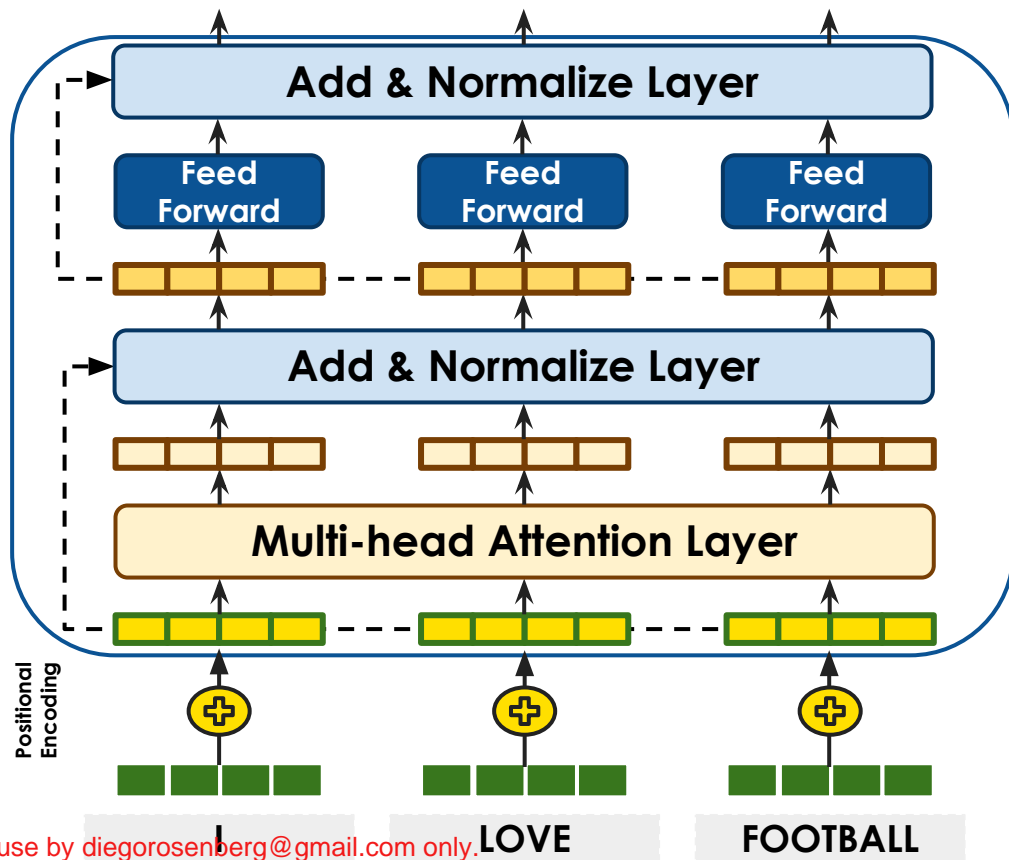 Add & Normalize Layer
Feed
Forward
Feed
Forward
Feed
Forward
Add & Normalize Layer
Multi-head Attention Layer
Positional
Encoding
I
LOVE
FOOTBALL
use by diegorosenberg@gmail.com only.